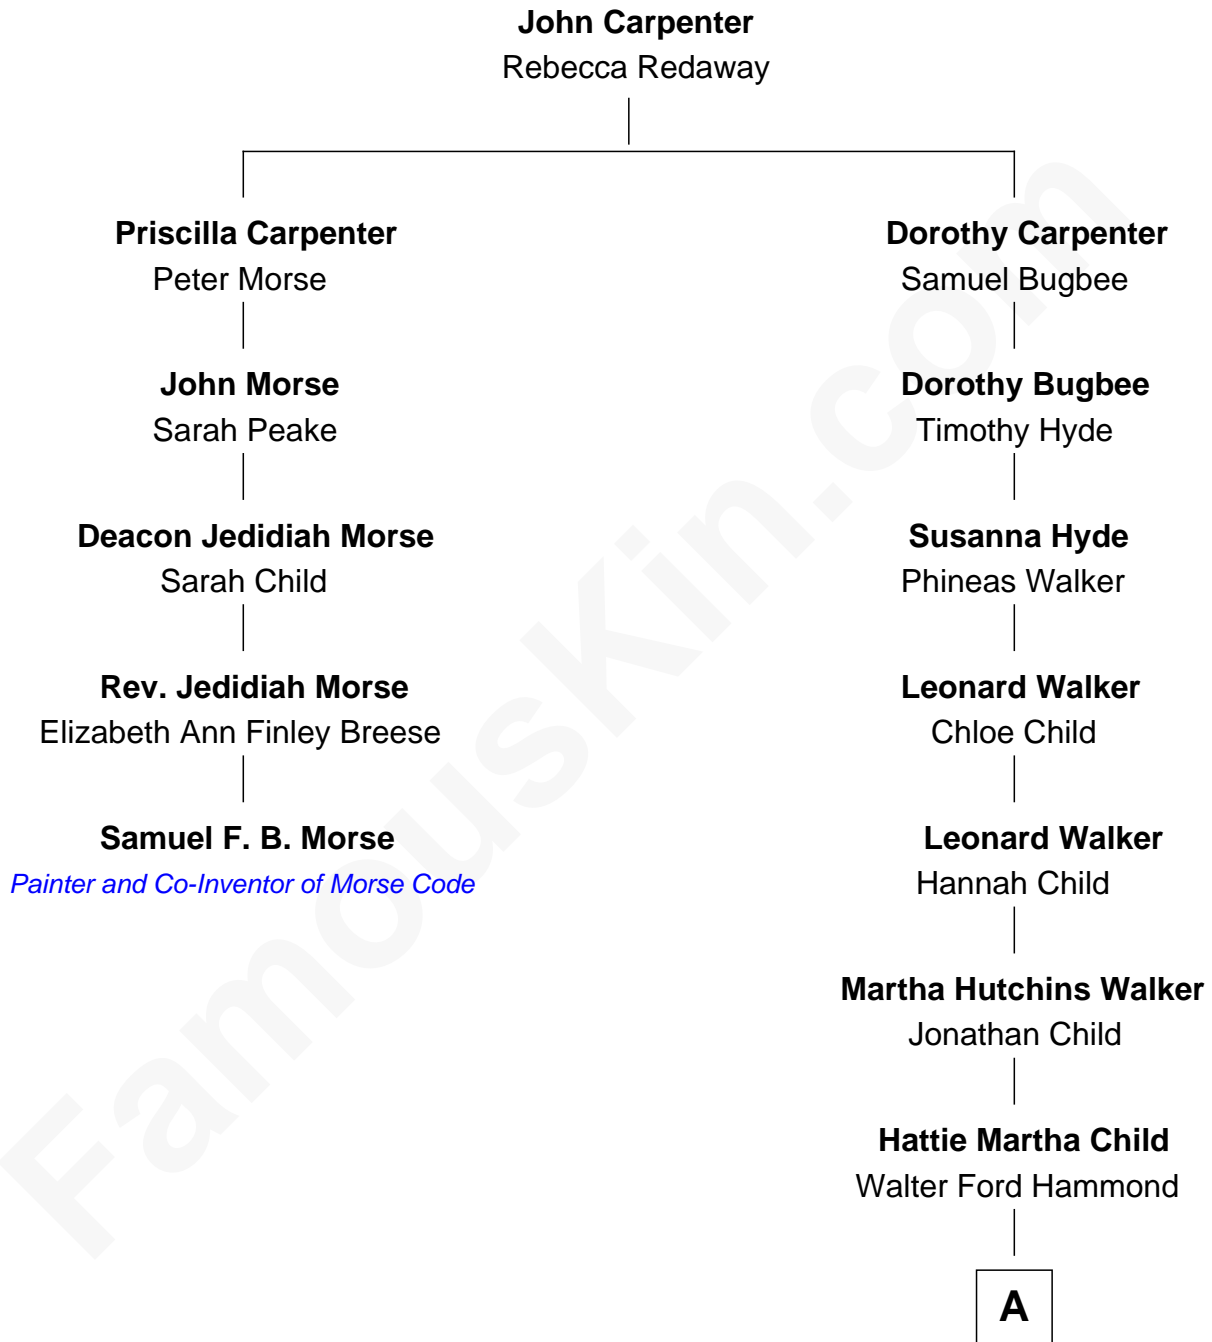 John Carpenter
Rebecca Redaway
Priscilla Carpenter
Peter Morse
Dorothy Carpenter
Samuel Bugbee
John Morse
Sarah Peake
Dorothy Bugbee
Timothy Hyde
Deacon Jedidiah Morse
Sarah Child
Susanna Hyde
Phineas Walker
Rev. Jedidiah Morse
Elizabeth Ann Finley Breese
Leonard Walker
Chloe Child
Samuel F. B. Morse
Painter and Co-Inventor of Morse Code
Leonard Walker
Hannah Child
Martha Hutchins Walker
Jonathan Child
Hattie Martha Child
Walter Ford Hammond
A
FamousKin.com